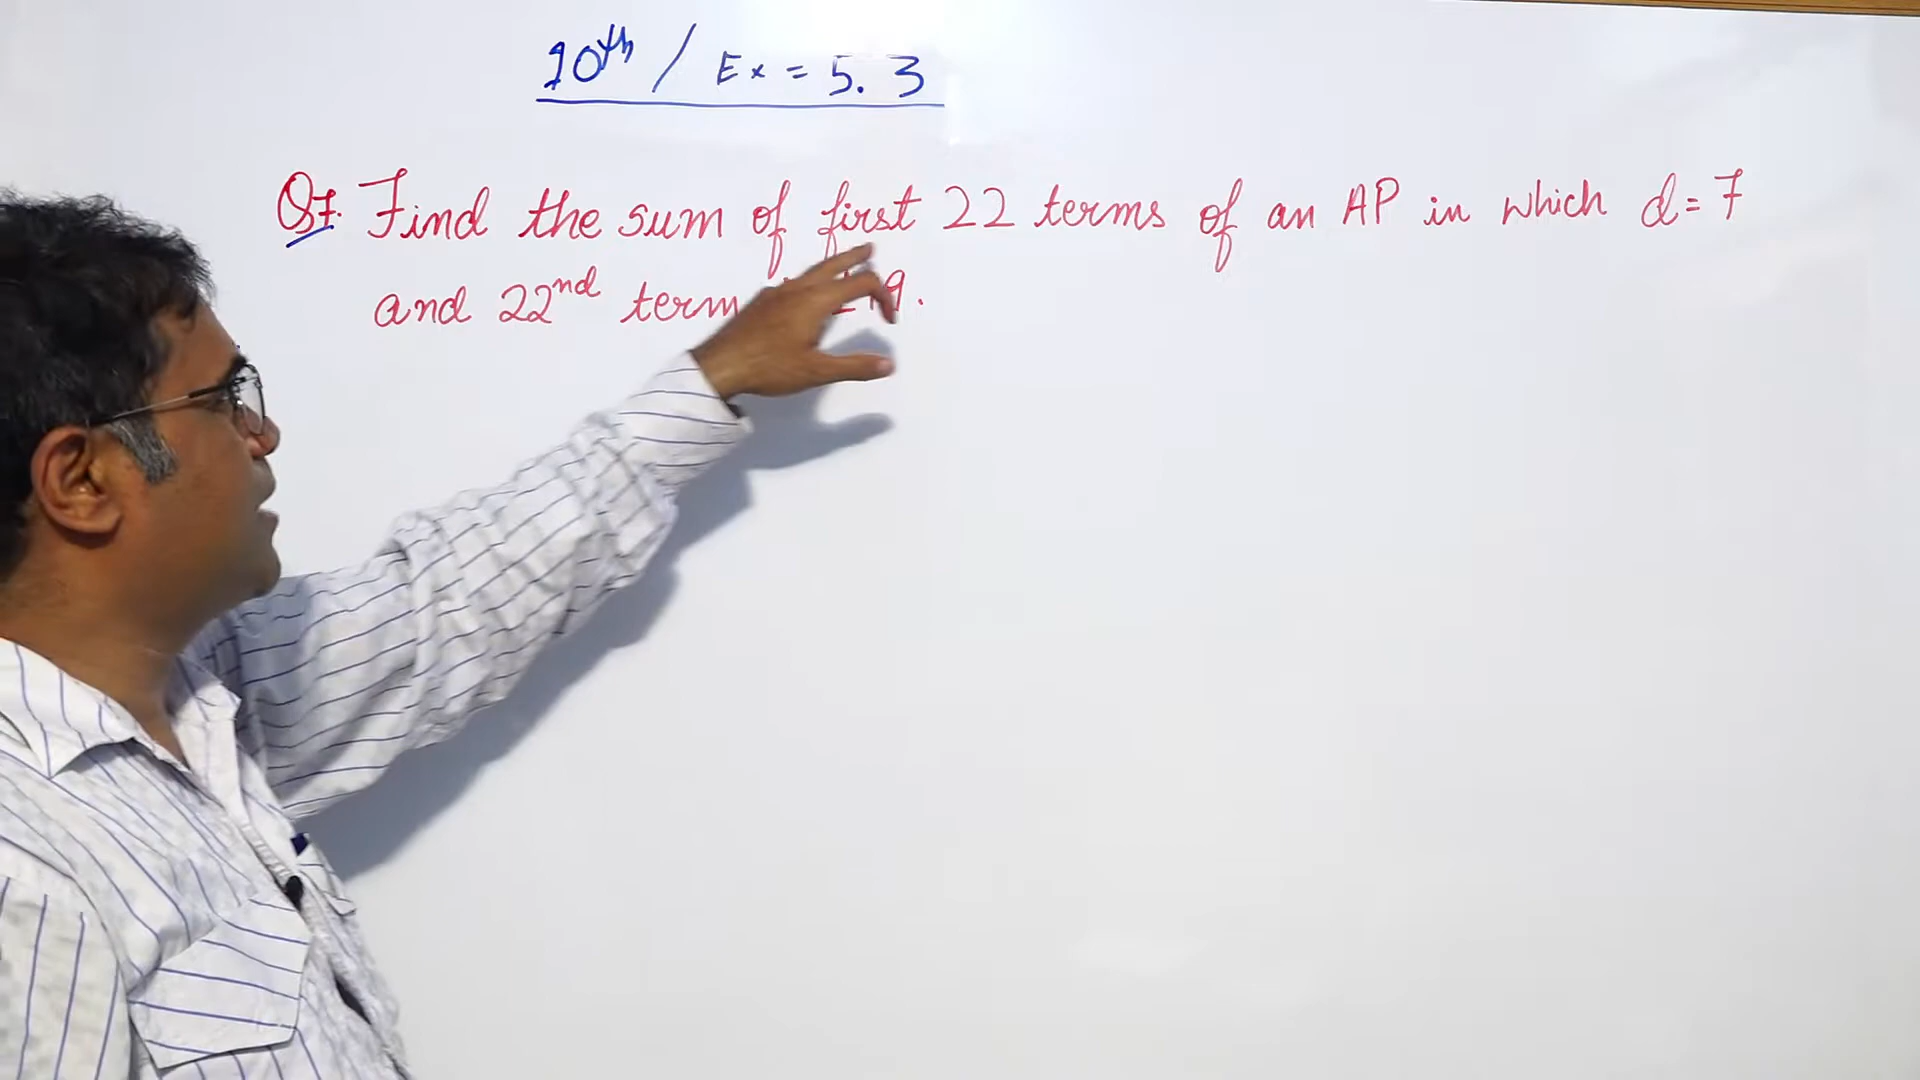 10th / Ex = 5.3
Q7. Find the sum of first 22 terms of an AP in which d = 7
and 22nd term